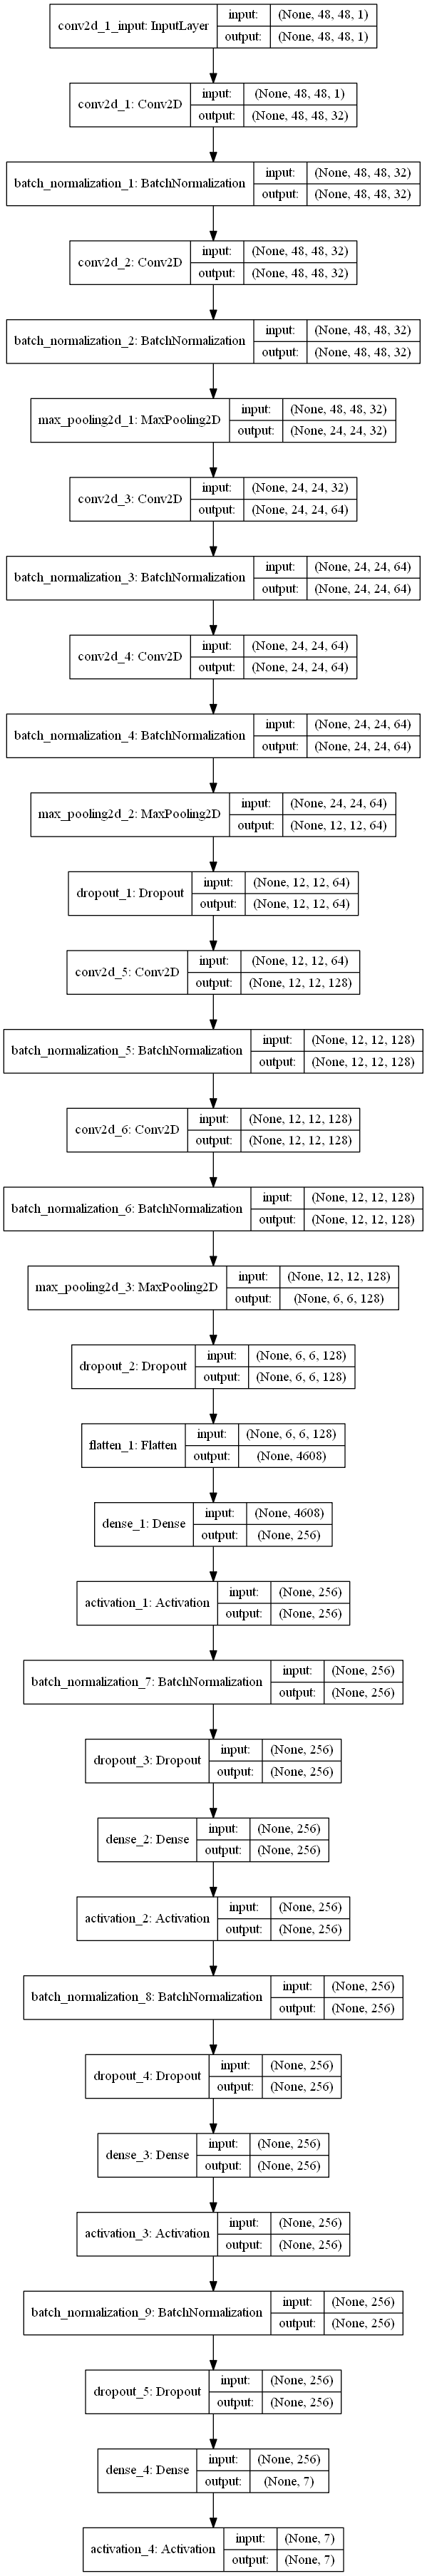 conv2d_1_input: InputLayer
input: (None, 48, 48, 1)
output: (None, 48, 48, 1)
conv2d_1: Conv2D
input: (None, 48, 48, 1)
output: (None, 48, 48, 32)
batch_normalization_1: BatchNormalization
input: (None, 48, 48, 32)
output: (None, 48, 48, 32)
conv2d_2: Conv2D
input: (None, 48, 48, 32)
output: (None, 48, 48, 32)
batch_normalization_2: BatchNormalization
input: (None, 48, 48, 32)
output: (None, 48, 48, 32)
max_pooling2d_1: MaxPooling2D
input: (None, 48, 48, 32)
output: (None, 24, 24, 32)
conv2d_3: Conv2D
input: (None, 24, 24, 32)
output: (None, 24, 24, 64)
batch_normalization_3: BatchNormalization
input: (None, 24, 24, 64)
output: (None, 24, 24, 64)
conv2d_4: Conv2D
input: (None, 24, 24, 64)
output: (None, 24, 24, 64)
batch_normalization_4: BatchNormalization
input: (None, 24, 24, 64)
output: (None, 24, 24, 64)
max_pooling2d_2: MaxPooling2D
input: (None, 24, 24, 64)
output: (None, 12, 12, 64)
dropout_1: Dropout
input: (None, 12, 12, 64)
output: (None, 12, 12, 64)
conv2d_5: Conv2D
input: (None, 12, 12, 64)
output: (None, 12, 12, 128)
batch_normalization_5: BatchNormalization
input: (None, 12, 12, 128)
output: (None, 12, 12, 128)
conv2d_6: Conv2D
input: (None, 12, 12, 128)
output: (None, 12, 12, 128)
batch_normalization_6: BatchNormalization
input: (None, 12, 12, 128)
output: (None, 12, 12, 128)
max_pooling2d_3: MaxPooling2D
input: (None, 12, 12, 128)
output: (None, 6, 6, 128)
dropout_2: Dropout
input: (None, 6, 6, 128)
output: (None, 6, 6, 128)
flatten_1: Flatten
input: (None, 6, 6, 128)
output: (None, 4608)
dense_1: Dense
input: (None, 4608)
output: (None, 256)
activation_1: Activation
input: (None, 256)
output: (None, 256)
batch_normalization_7: BatchNormalization
input: (None, 256)
output: (None, 256)
dropout_3: Dropout
input: (None, 256)
output: (None, 256)
dense_2: Dense
input: (None, 256)
output: (None, 256)
activation_2: Activation
input: (None, 256)
output: (None, 256)
batch_normalization_8: BatchNormalization
input: (None, 256)
output: (None, 256)
dropout_4: Dropout
input: (None, 256)
output: (None, 256)
dense_3: Dense
input: (None, 256)
output: (None, 256)
activation_3: Activation
input: (None, 256)
output: (None, 256)
batch_normalization_9: BatchNormalization
input: (None, 256)
output: (None, 256)
dropout_5: Dropout
input: (None, 256)
output: (None, 256)
dense_4: Dense
input: (None, 256)
output: (None, 7)
activation_4: Activation
input: (None, 7)
output: (None, 7)